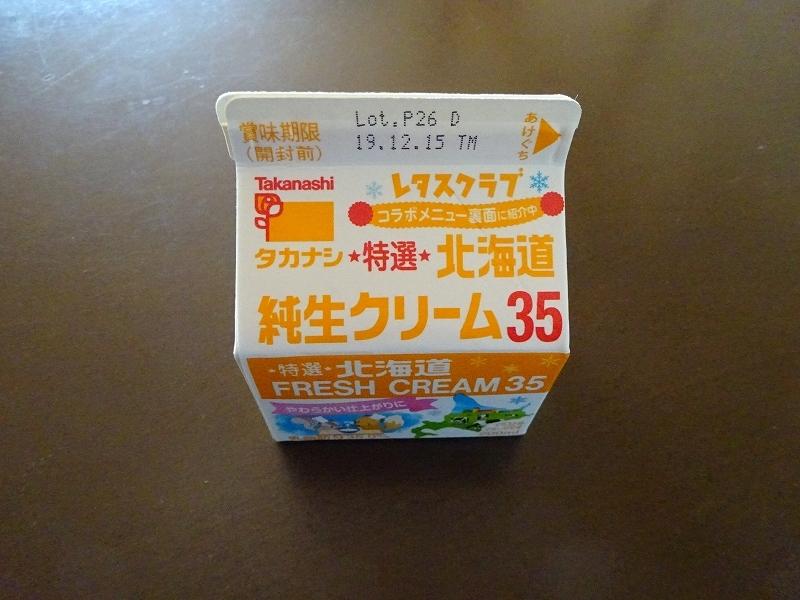 賞味期限
(開封前)
Lot.P26 D
19.12.15 TM
あけぐち
Takanashi
レタスクラブ
コラボメニュー裏面に紹介中
タカナシ ★特選★ 北海道
純生クリーム35
・特選・北海道
FRESH CREAM 35
やわらかい仕上がりに